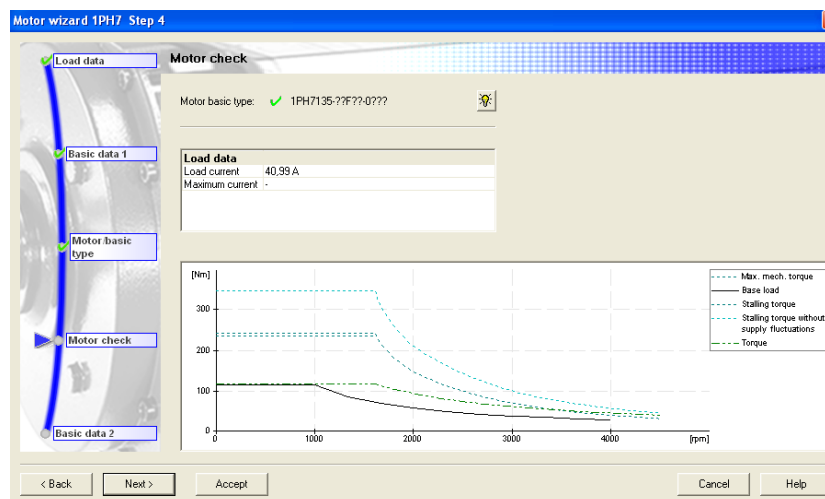 Motor wizard 1PH7 Step 4
Load data
Basic data 1
Motor/basic
type
Motor check
Basic data 2
Motor check
Motor basic type: 1PH7135-??F??-0???
Load data
Load current 40,99 A
Maximum current -
[Nm]
300
200
100
0
0 1000 2000 3000 4000 [rpm]
Max. mech. torque
Base load
Stalling torque
Stalling torque without
supply fluctuations
Torque
< Back Next > Accept Cancel Help